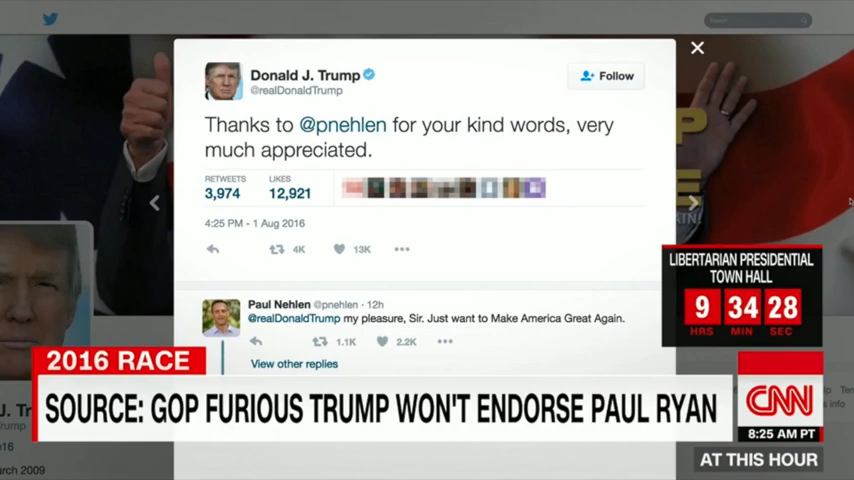 Donald J. Trump
@realDonaldTrump
Follow
Thanks to @pnehlen for your kind words, very
much appreciated.
RETWEETS
LIKES
3,974
12,921
4:25 PM - 1 Aug 2016
4K
13K
Paul Nehlen @pnehlen · 12h
@realDonaldTrump my pleasure, Sir. Just want to Make America Great Again.
1.1K
2.2K
View other replies
LIBERTARIAN PRESIDENTIAL
TOWN HALL
9 34 28
HRS MIN SEC
2016 RACE
SOURCE: GOP FURIOUS TRUMP WON'T ENDORSE PAUL RYAN
CNN
8:25 AM PT
AT THIS HOUR